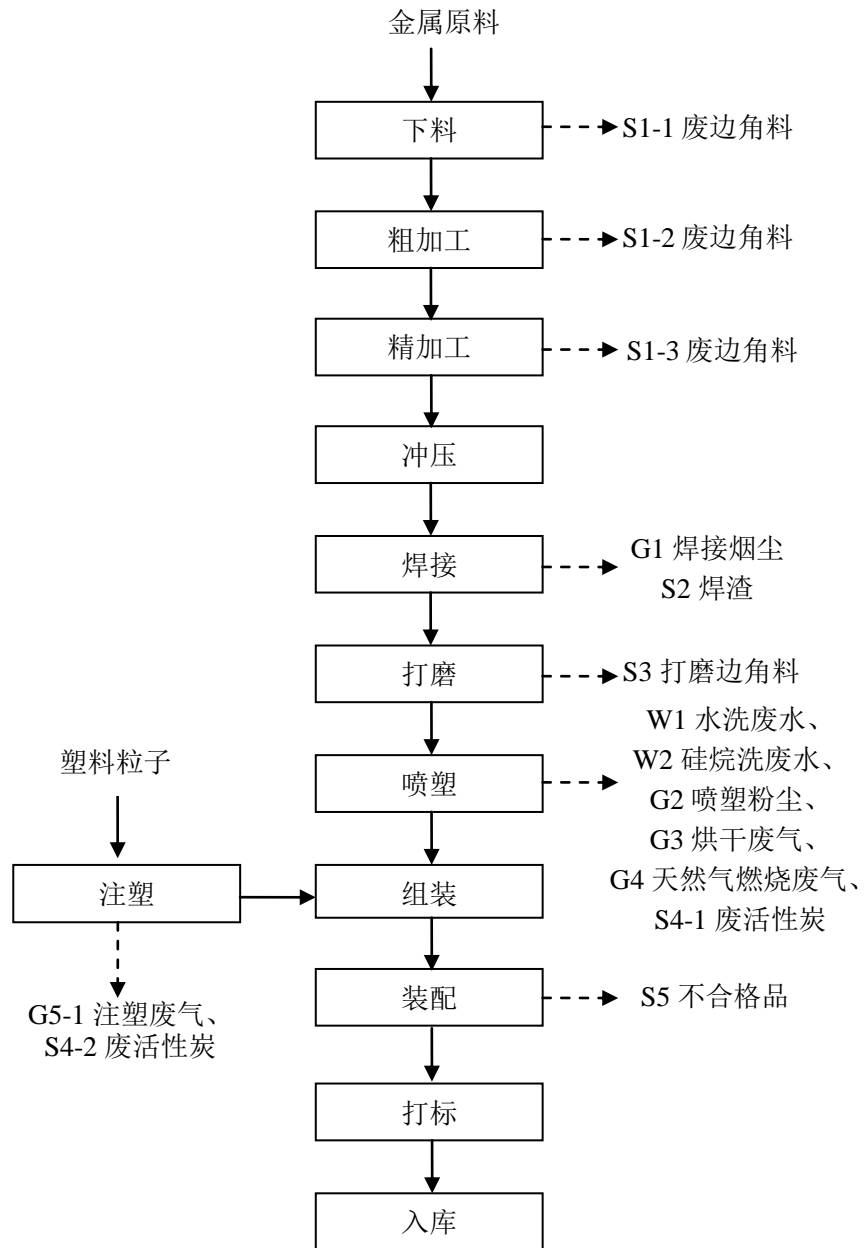 金属原料
下料
S1-1 废边角料
粗加工
S1-2 废边角料
精加工
S1-3 废边角料
冲压
焊接
G1 焊接烟尘
S2 焊渣
打磨
S3 打磨边角料
塑料粒子
喷塑
W1 水洗废水、
W2 硅烷洗废水、
G2 喷塑粉尘、
G3 烘干废气、
G4 天然气燃烧废气、
S4-1 废活性炭
注塑
组装
G5-1 注塑废气、
S4-2 废活性炭
装配
S5 不合格品
打标
入库